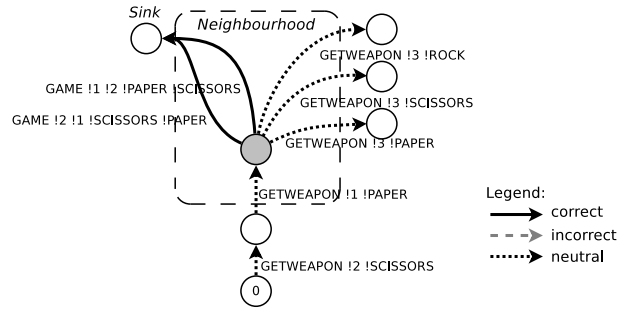 Sink
Neighbourhood
GETWEAPON !3 !ROCK
GAME !1 !2 !PAPER !SCISSORS
GETWEAPON !3 !SCISSORS
GAME !2 !1 !SCISSORS !PAPER
GETWEAPON !3 !PAPER
GETWEAPON !1 !PAPER
Legend:
correct
incorrect
neutral
GETWEAPON !2 !SCISSORS
0